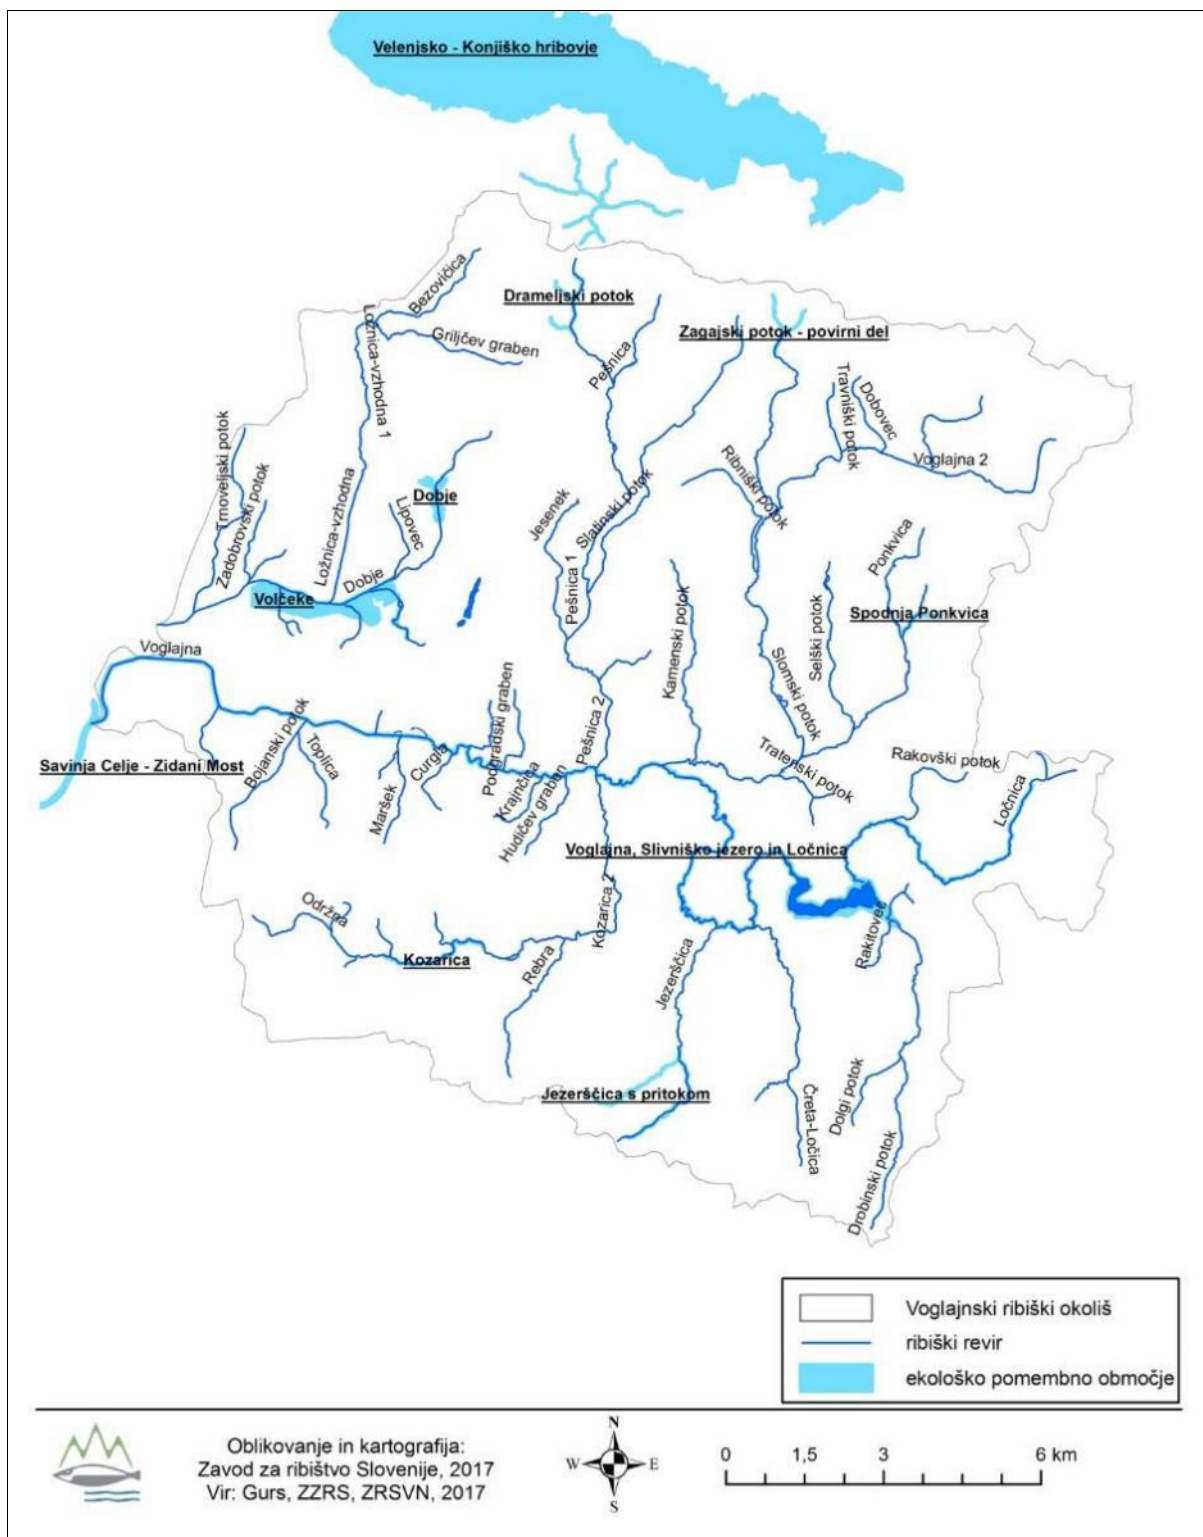 Velenjsko - Konjiško hribovje
Bezovičica
Drameljski potok
Ložnica-vzhodna 1
Griljčev graben
Pešnica
Zagajski potok - povirni del
Travniški potok
Dobovec
Trnoveljski potok
Voglajna 2
Ribniški potok
Zadobrovski potok
Ložnica-vzhodna
Dobje
Lipovec
Jesenek
Slatinski potok
Ponkvica
Dobje
Volčeke
Pešnica 1
Kamenski potok
Selški potok
Spodnja Ponkvica
Voglajna
Slomski potok
Podgradski graben
Pešnica 2
Bojanski potok
Toplica
Curgla
Savinja Celje - Zidani Most
Maršek
Krajnčica
Hudičev graben
Tratenski potok
Rakovški potok
Ločnica
Voglajna, Slivniško jezero in Ločnica
Održna
Kozarica 2
Rakitovec
Kozarica
Rebra
Jezerščica
Jezerščica s pritokom
Dolgi potok
Čreta-Ločica
Drobinski potok
Voglajnski ribiški okoliš
ribiški revir
ekološko pomembno območje
Oblikovanje in kartografija:
Zavod za ribištvo Slovenije, 2017
Vir: Gurs, ZZRS, ZRSVN, 2017
N
W E
S
0 1,5 3 6 km